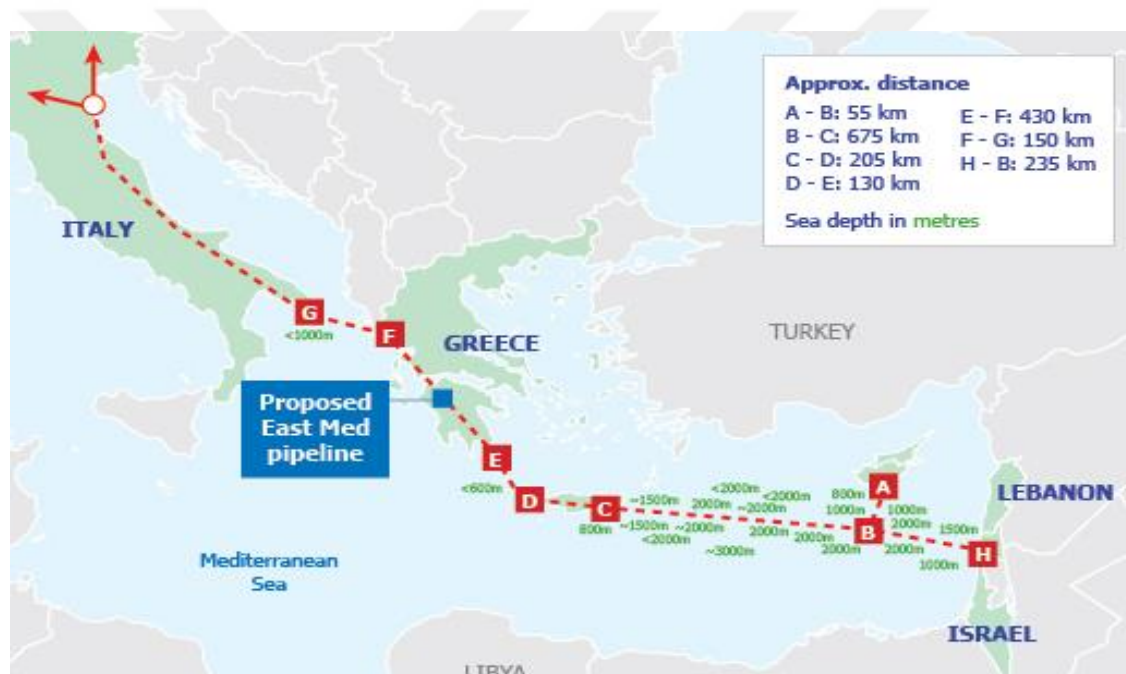 Approx. distance
A - B: 55 km
B - C: 675 km
C - D: 205 km
D - E: 130 km
E - F: 430 km
F - G: 150 km
H - B: 235 km
Sea depth in metres
ITALY
G
<1000m
F
GREECE
TURKEY
Proposed
East Med
pipeline
E
<600m
D
C
800m
~1500m
<2000m
2000m
<2000m
~2000m
~1500m
~2000m
<2000m
~3000m
2000m
2000m
800m
A
1000m
1000m
2000m
B
2000m
2000m
1500m
1000m
H
LEBANON
ISRAEL
Mediterranean
Sea
LIBYA